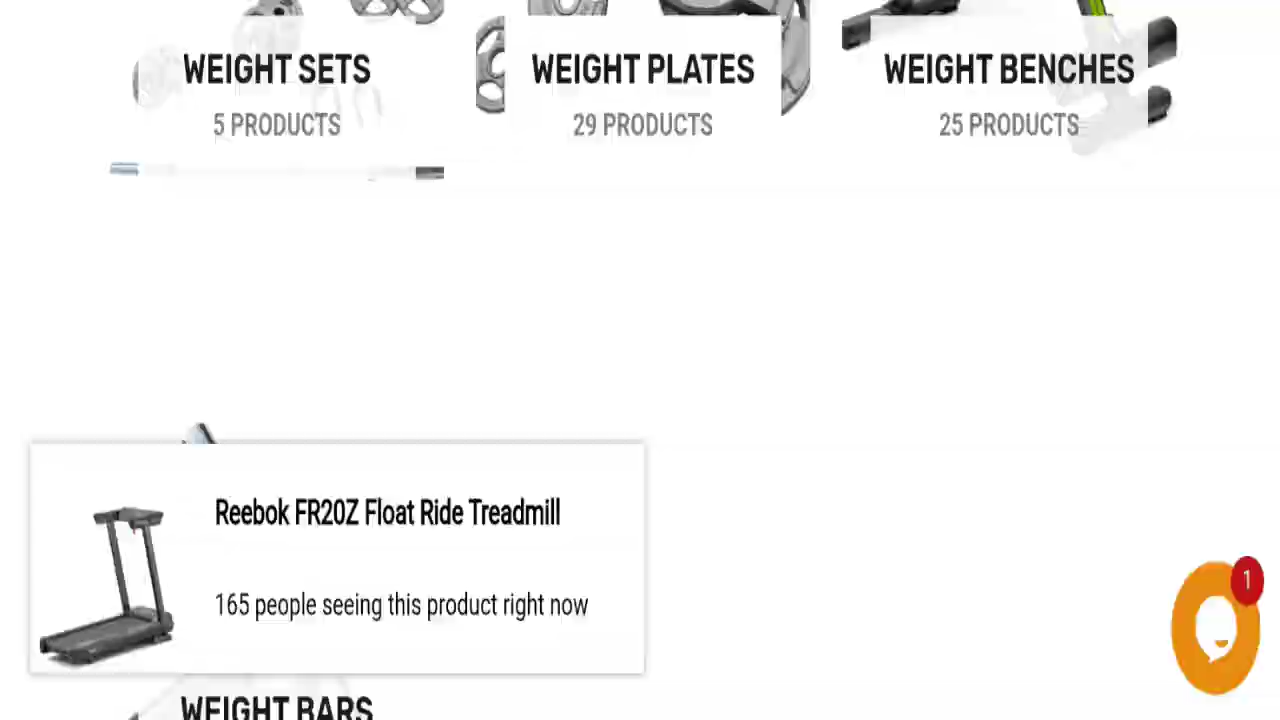 WEIGHT SETS
WEIGHT PLATES
WEIGHT BENCHES
5 PRODUCTS
29 PRODUCTS
25 PRODUCTS
Reebok FR20Z Float Ride Treadmill
165 people seeing this product right now
1
WEIGHT BARS